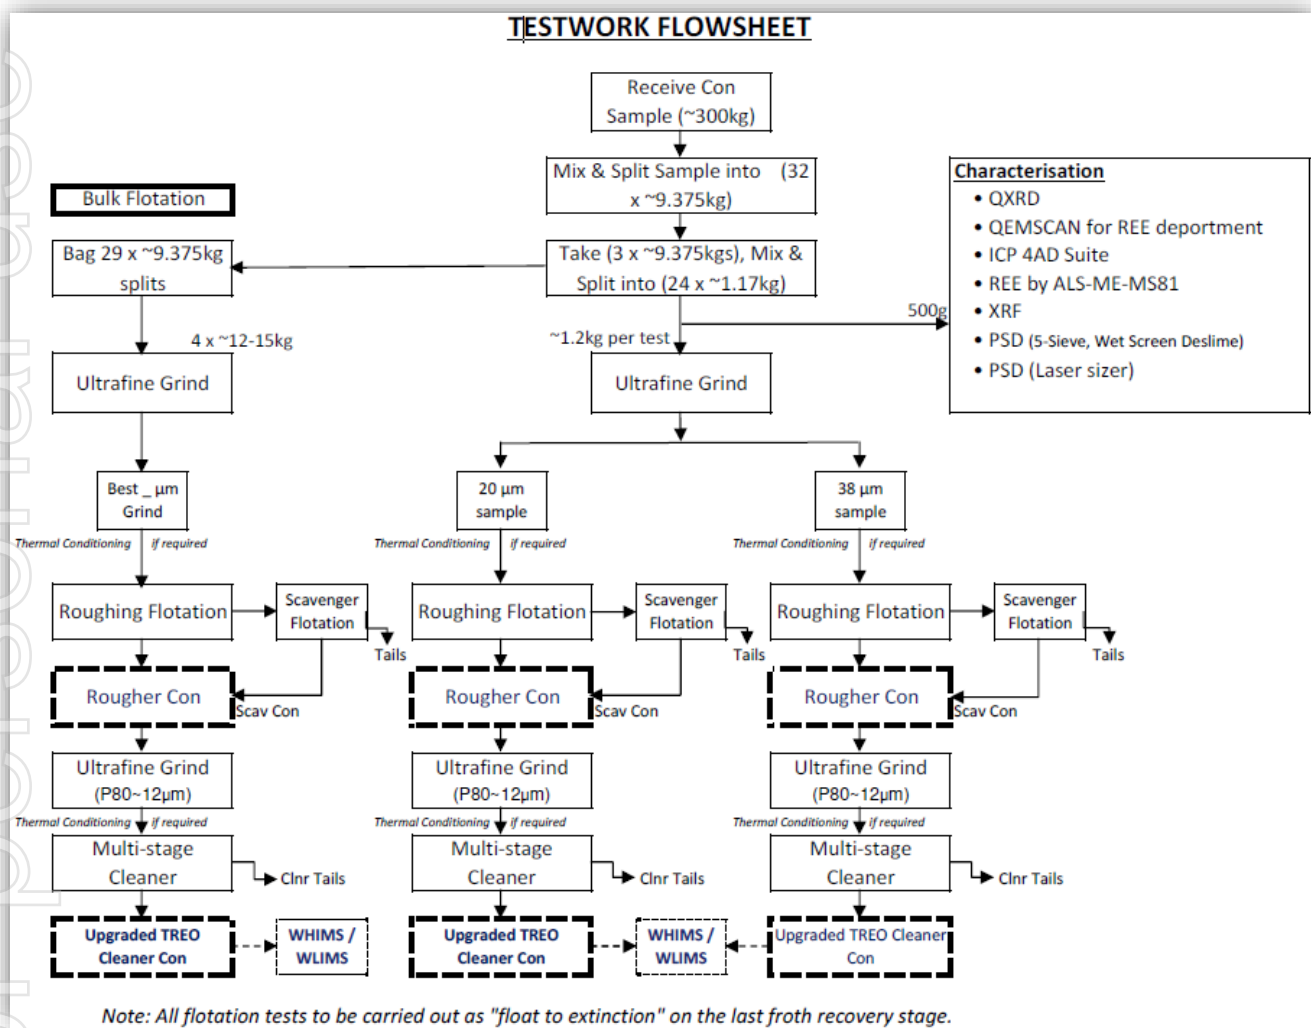 TESTWORK FLOWSHEET
Receive Con
Sample (~300kg)
Mix & Split Sample into (32
x ~9.375kg)
Characterisation
• QXRD
• QEMSCAN for REE deportment
• ICP 4AD Suite
• REE by ALS-ME-MS81
• XRF
• PSD (5-Sieve, Wet Screen Deslime)
• PSD (Laser sizer)
Bulk Flotation
Bag 29 x ~9.375kg
splits
Take (3 x ~9.375kgs), Mix &
Split into (24 x ~1.17kg)
500g
4 x ~12-15kg
~1.2kg per test
Ultrafine Grind
Ultrafine Grind
Best _ µm
Grind
20 µm
sample
38 µm
sample
Thermal Conditioning if required
Thermal Conditioning if required
Thermal Conditioning if required
Roughing Flotation
Scavenger
Flotation
Tails
Roughing Flotation
Scavenger
Flotation
Tails
Roughing Flotation
Scavenger
Flotation
Tails
Rougher Con
Scav Con
Rougher Con
Scav Con
Rougher Con
Scav Con
Ultrafine Grind
(P80~12µm)
Ultrafine Grind
(P80~12µm)
Ultrafine Grind
(P80~12µm)
Thermal Conditioning if required
Thermal Conditioning if required
Thermal Conditioning if required
Multi-stage
Cleaner
Clnr Tails
Multi-stage
Cleaner
Clnr Tails
Multi-stage
Cleaner
Clnr Tails
Upgraded TREO
Cleaner Con
WHIMS /
WLIMS
Upgraded TREO
Cleaner Con
WHIMS /
WLIMS
Upgraded TREO Cleaner
Con
Note: All flotation tests to be carried out as "float to extinction" on the last froth recovery stage.
personal use